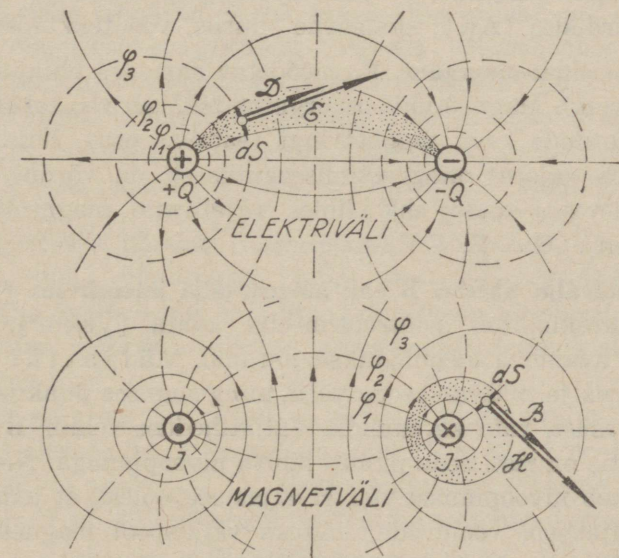 φ₃
D
φ₂
φ₁
E
dS
+
−
+Q
-Q
ELEKTRIVÄLI
φ₃
dS
φ₂
φ₁
B
J
J
H
MAGNETVÄLI